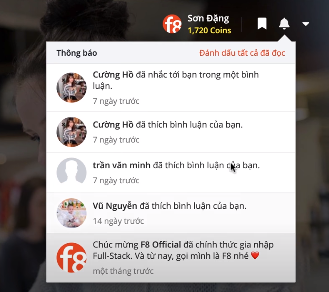 F8
Sơn Đặng
1,720 Coins
Thông báo
Đánh dấu tất cả đã đọc
Cường Hồ đã nhắc tới bạn trong một bình
luận.
7 ngày trước
Cường Hồ đã thích bình luận của bạn.
7 ngày trước
trần văn minh đã thích bình luận của bạn.
7 ngày trước
Vũ Nguyễn đã thích bình luận của bạn.
14 ngày trước
F8
Chúc mừng F8 Official đã chính thức gia nhập
Full-Stack. Và từ nay, gọi mình là F8 nhé ❤️
một tháng trước